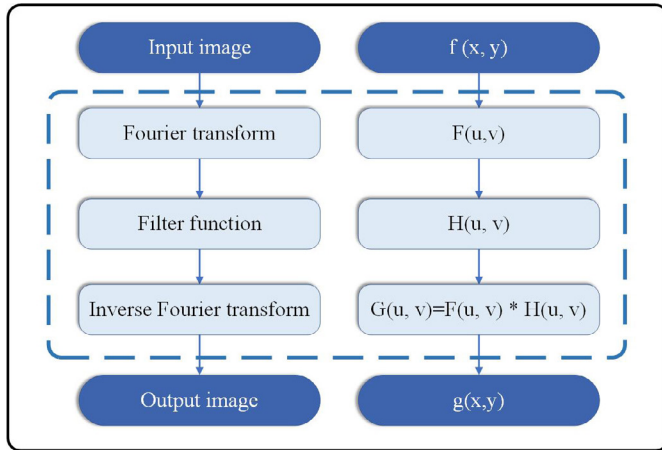 Input image
f (x, y)
Fourier transform
F(u,v)
Filter function
H(u, v)
Inverse Fourier transform
G(u, v)=F(u, v) * H(u, v)
Output image
g(x,y)